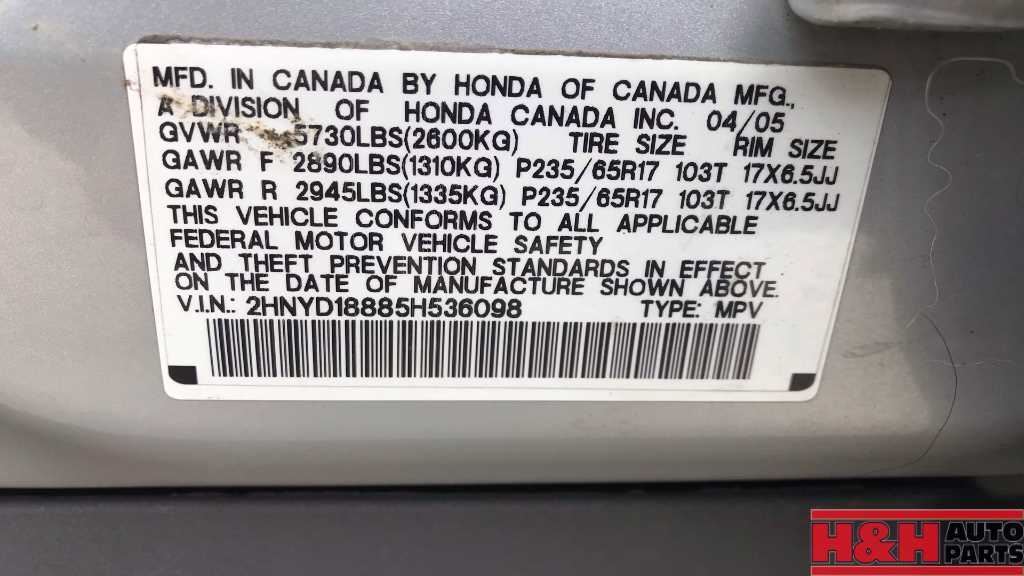 MFD. IN CANADA BY HONDA OF CANADA MFG.,
A DIVISION OF HONDA CANADA INC. 04/05
GVWR 5730LBS(2600KG) TIRE SIZE RIM SIZE
GAWR F 2890LBS(1310KG) P235/65R17 103T 17X6.5JJ
GAWR R 2945LBS(1335KG) P235/65R17 103T 17X6.5JJ
THIS VEHICLE CONFORMS TO ALL APPLICABLE
FEDERAL MOTOR VEHICLE SAFETY
AND THEFT PREVENTION STANDARDS IN EFFECT
ON THE DATE OF MANUFACTURE SHOWN ABOVE.
V.I.N.: 2HNYD18885H536098 TYPE: MPV
H&H AUTO
PARTS